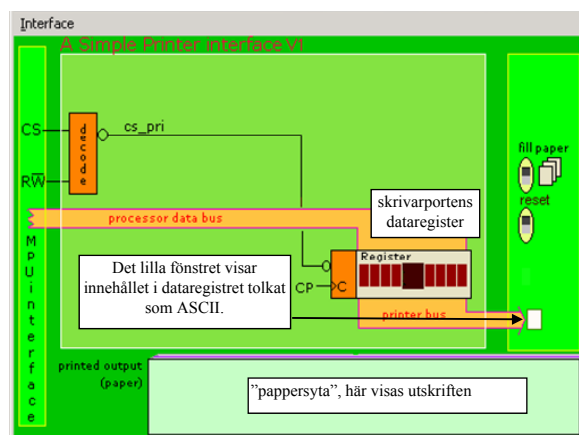 Interface
A Simple Printer interface V1
CS
decode
cs_pri
RW
fill paper
reset
skrivarportens
dataregister
processor data bus
MPUinterface
Register
Det lilla fönstret visar
innehållet i dataregistret tolkat
som ASCII.
CP
C
printer bus
printed output
(paper)
”pappersyta”, här visas utskriften